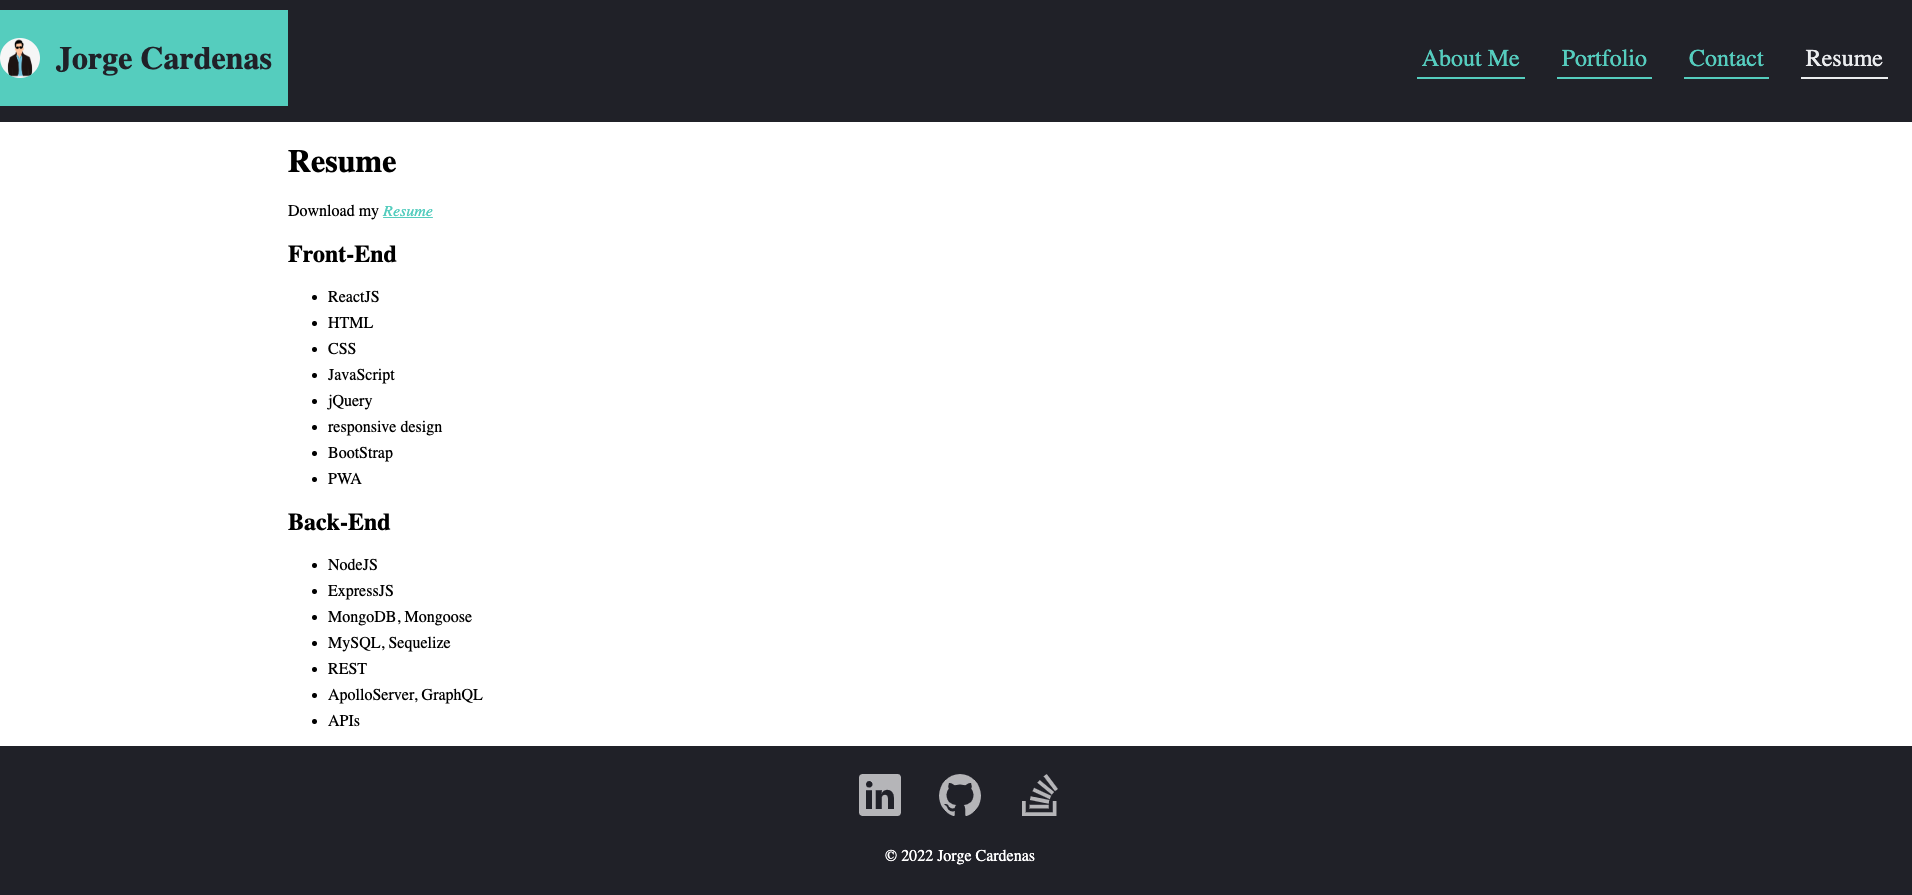 Jorge Cardenas
About Me Portfolio Contact Resume
Resume
Download my Resume
Front-End
ReactJS
HTML
CSS
JavaScript
jQuery
responsive design
BootStrap
PWA
Back-End
NodeJS
ExpressJS
MongoDB, Mongoose
MySQL, Sequelize
REST
ApolloServer, GraphQL
APIs
in
© 2022 Jorge Cardenas